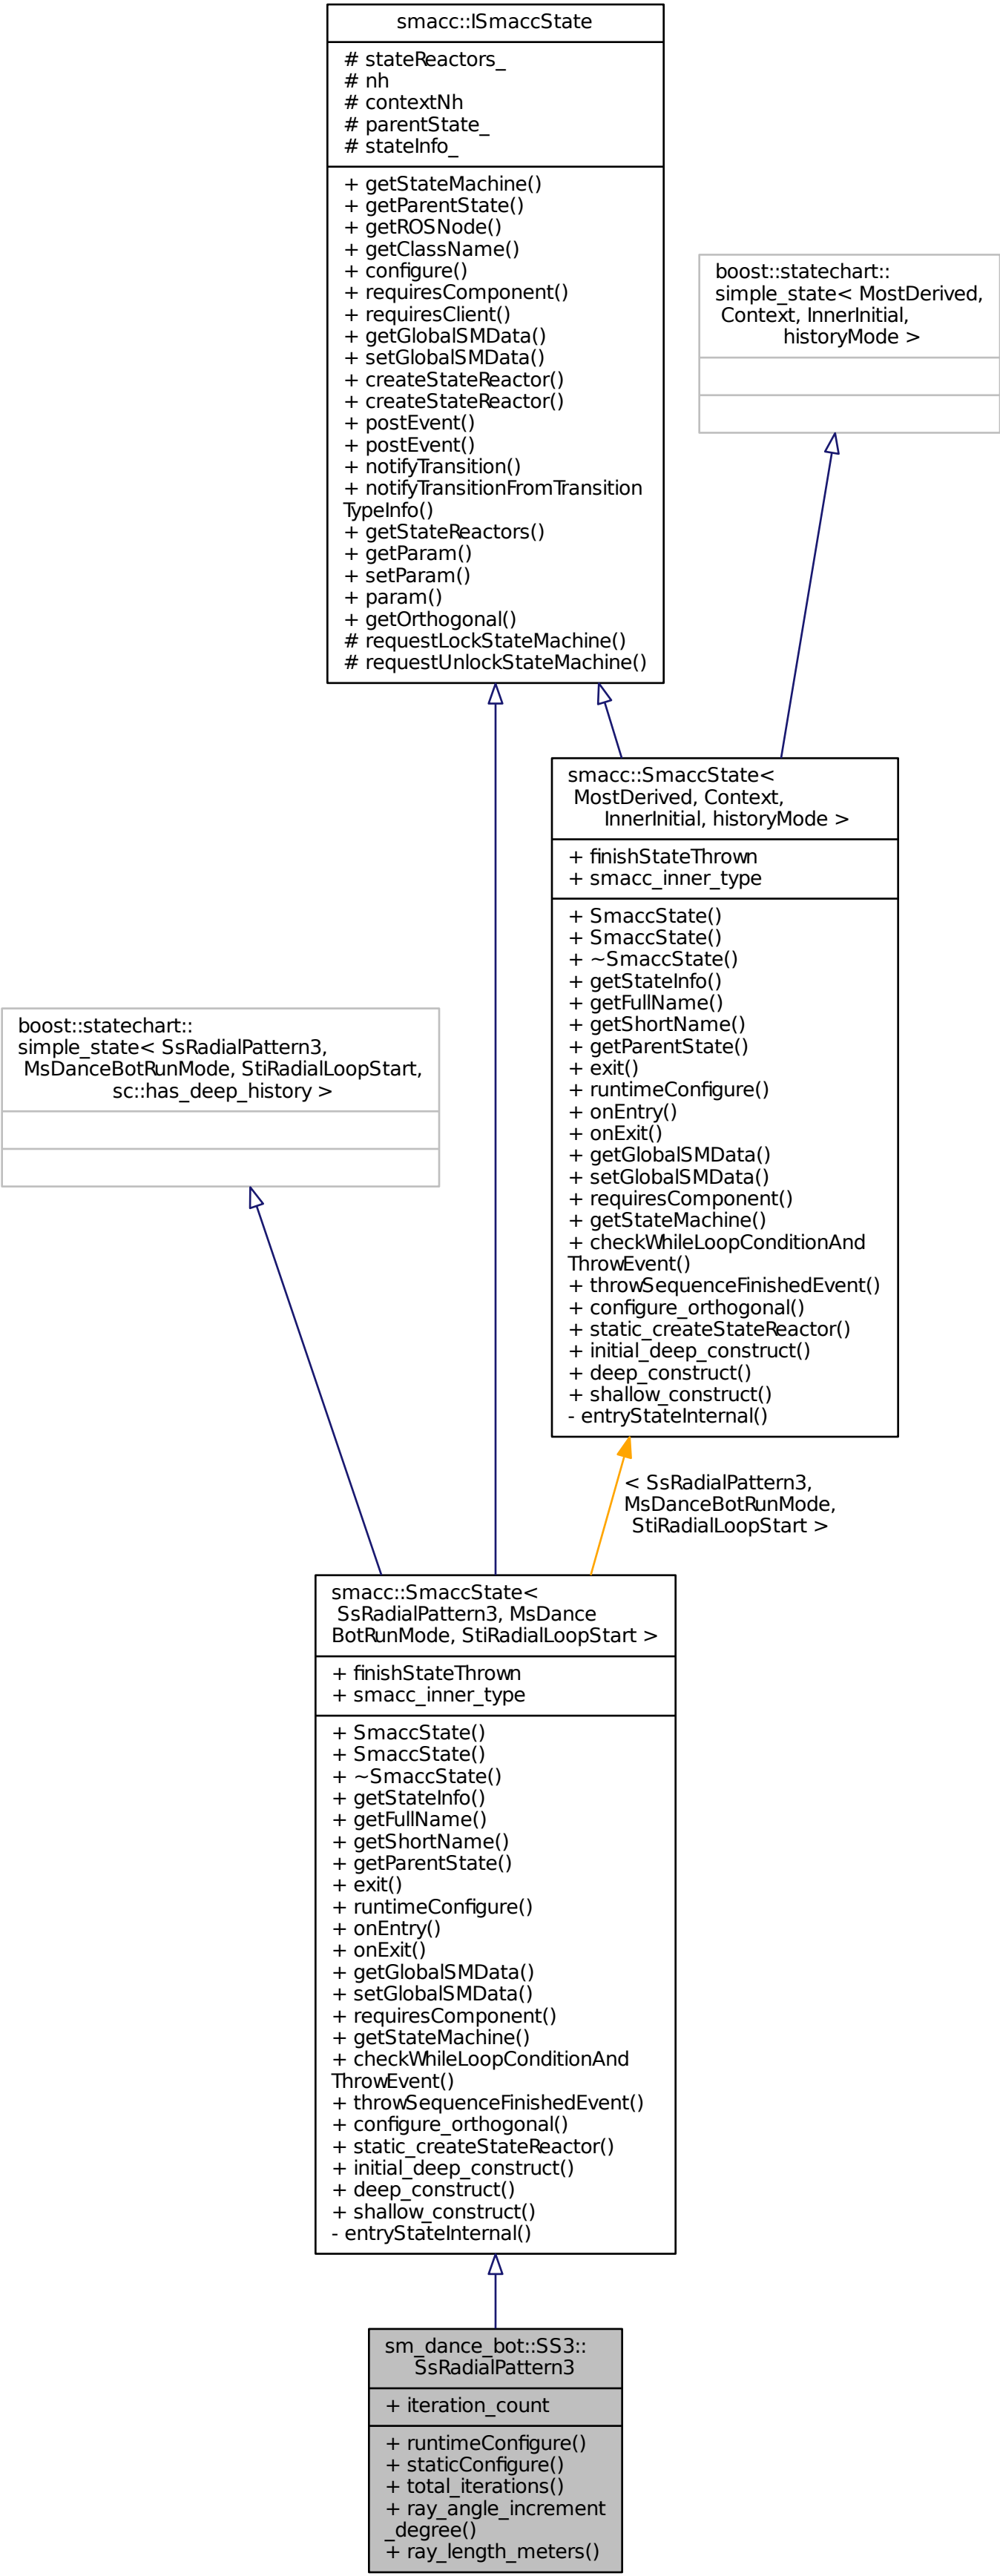 smacc::ISmaccState
# stateReactors_
# nh
# contextNh
# parentState_
# stateInfo_
+ getStateMachine()
+ getParentState()
+ getROSNode()
+ getClassName()
+ configure()
+ requiresComponent()
+ requiresClient()
+ getGlobalSMData()
+ setGlobalSMData()
+ createStateReactor()
+ createStateReactor()
+ postEvent()
+ postEvent()
+ notifyTransition()
+ notifyTransitionFromTransition
TypeInfo()
+ getStateReactors()
+ getParam()
+ setParam()
+ param()
+ getOrthogonal()
# requestLockStateMachine()
# requestUnlockStateMachine()
boost::statechart::
simple_state< MostDerived,
Context, InnerInitial,
historyMode >
smacc::SmaccState<
MostDerived, Context,
InnerInitial, historyMode >
+ finishStateThrown
+ smacc_inner_type
+ SmaccState()
+ SmaccState()
+ ~SmaccState()
+ getStateInfo()
+ getFullName()
+ getShortName()
+ getParentState()
+ exit()
+ runtimeConfigure()
+ onEntry()
+ onExit()
+ getGlobalSMData()
+ setGlobalSMData()
+ requiresComponent()
+ getStateMachine()
+ checkWhileLoopConditionAnd
ThrowEvent()
+ throwSequenceFinishedEvent()
+ configure_orthogonal()
+ static_createStateReactor()
+ initial_deep_construct()
+ deep_construct()
+ shallow_construct()
- entryStateInternal()
boost::statechart::
simple_state< SsRadialPattern3,
MsDanceBotRunMode, StiRadialLoopStart,
sc::has_deep_history >
< SsRadialPattern3,
MsDanceBotRunMode,
StiRadialLoopStart >
smacc::SmaccState<
SsRadialPattern3, MsDance
BotRunMode, StiRadialLoopStart >
+ finishStateThrown
+ smacc_inner_type
+ SmaccState()
+ SmaccState()
+ ~SmaccState()
+ getStateInfo()
+ getFullName()
+ getShortName()
+ getParentState()
+ exit()
+ runtimeConfigure()
+ onEntry()
+ onExit()
+ getGlobalSMData()
+ setGlobalSMData()
+ requiresComponent()
+ getStateMachine()
+ checkWhileLoopConditionAnd
ThrowEvent()
+ throwSequenceFinishedEvent()
+ configure_orthogonal()
+ static_createStateReactor()
+ initial_deep_construct()
+ deep_construct()
+ shallow_construct()
- entryStateInternal()
sm_dance_bot::SS3::
SsRadialPattern3
+ iteration_count
+ runtimeConfigure()
+ staticConfigure()
+ total_iterations()
+ ray_angle_increment
_degree()
+ ray_length_meters()